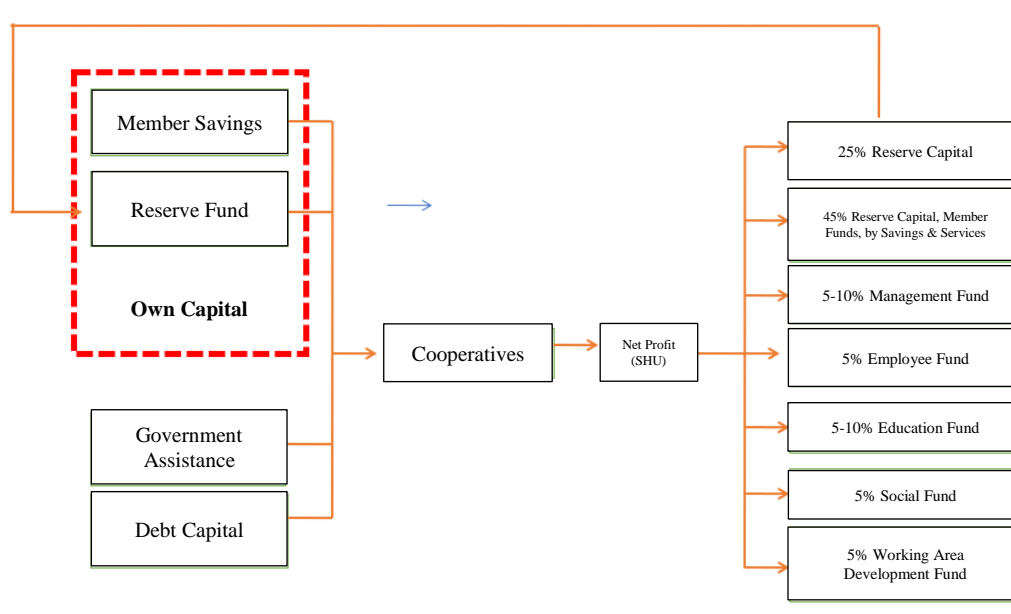 Member Savings
Reserve Fund
Own Capital
Government
Assistance
Debt Capital
Cooperatives
Net Profit
(SHU)
25% Reserve Capital
45% Reserve Capital, Member
Funds, by Savings & Services
5-10% Management Fund
5% Employee Fund
5-10% Education Fund
5% Social Fund
5% Working Area
Development Fund